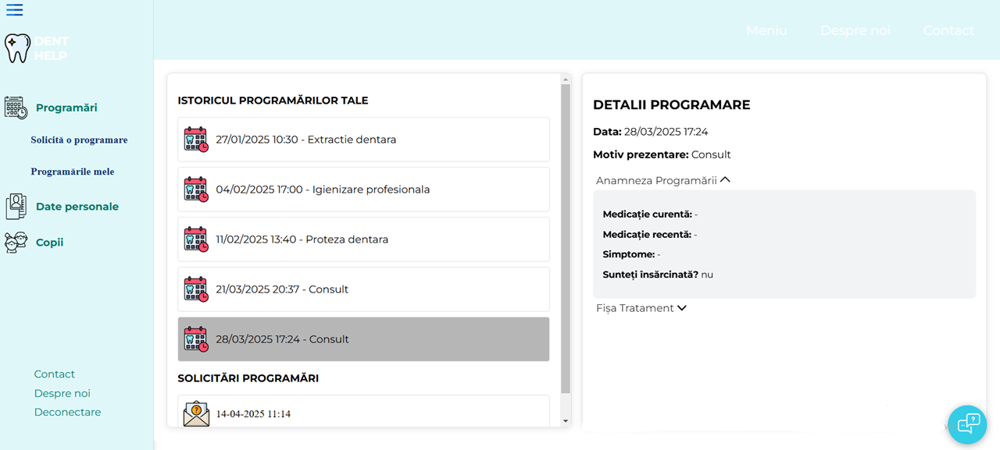 DENT
HELP
Meniu
Despre noi
Contact
Programări
Solicită o programare
Programările mele
Date personale
Copii
Contact
Despre noi
Deconectare
ISTORICUL PROGRAMĂRILOR TALE
27/01/2025 10:30 - Extractie dentara
04/02/2025 17:00 - Igienizare profesionala
11/02/2025 13:40 - Proteza dentara
21/03/2025 20:37 - Consult
28/03/2025 17:24 - Consult
SOLICITĂRI PROGRAMĂRI
14-04-2025 11:14
DETALII PROGRAMARE
Data: 28/03/2025 17:24
Motiv prezentare: Consult
Anamneza Programării
Medicație curentă: -
Medicație recentă: -
Simptome: -
Sunteți însărcinată? nu
Fișa Tratament